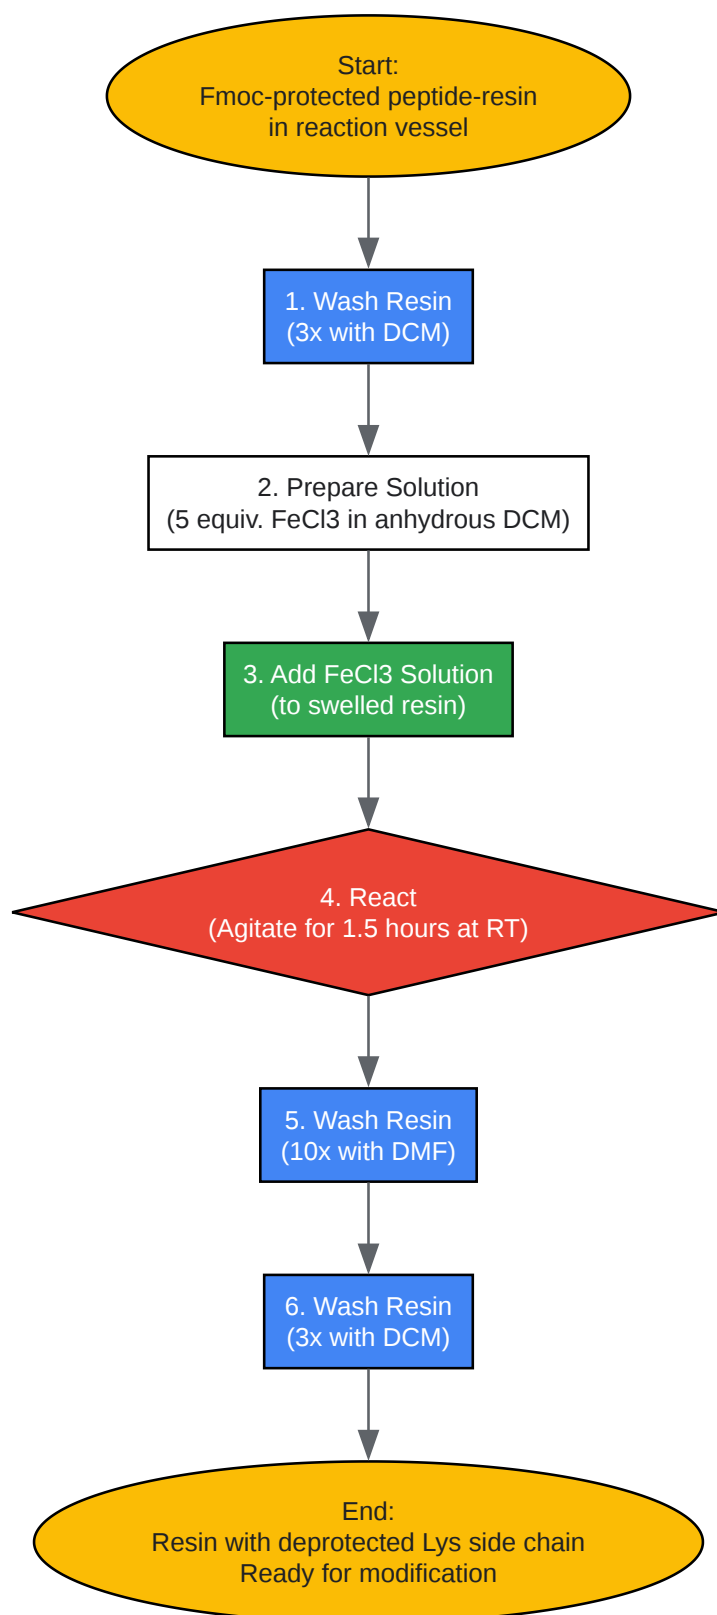 Start:
Fmoc-protected peptide-resin
in reaction vessel
1. Wash Resin
(3x with DCM)
2. Prepare Solution
(5 equiv. FeCl3 in anhydrous DCM)
3. Add FeCl3 Solution
(to swelled resin)
4. React
(Agitate for 1.5 hours at RT)
5. Wash Resin
(10x with DMF)
6. Wash Resin
(3x with DCM)
End:
Resin with deprotected Lys side chain
Ready for modification